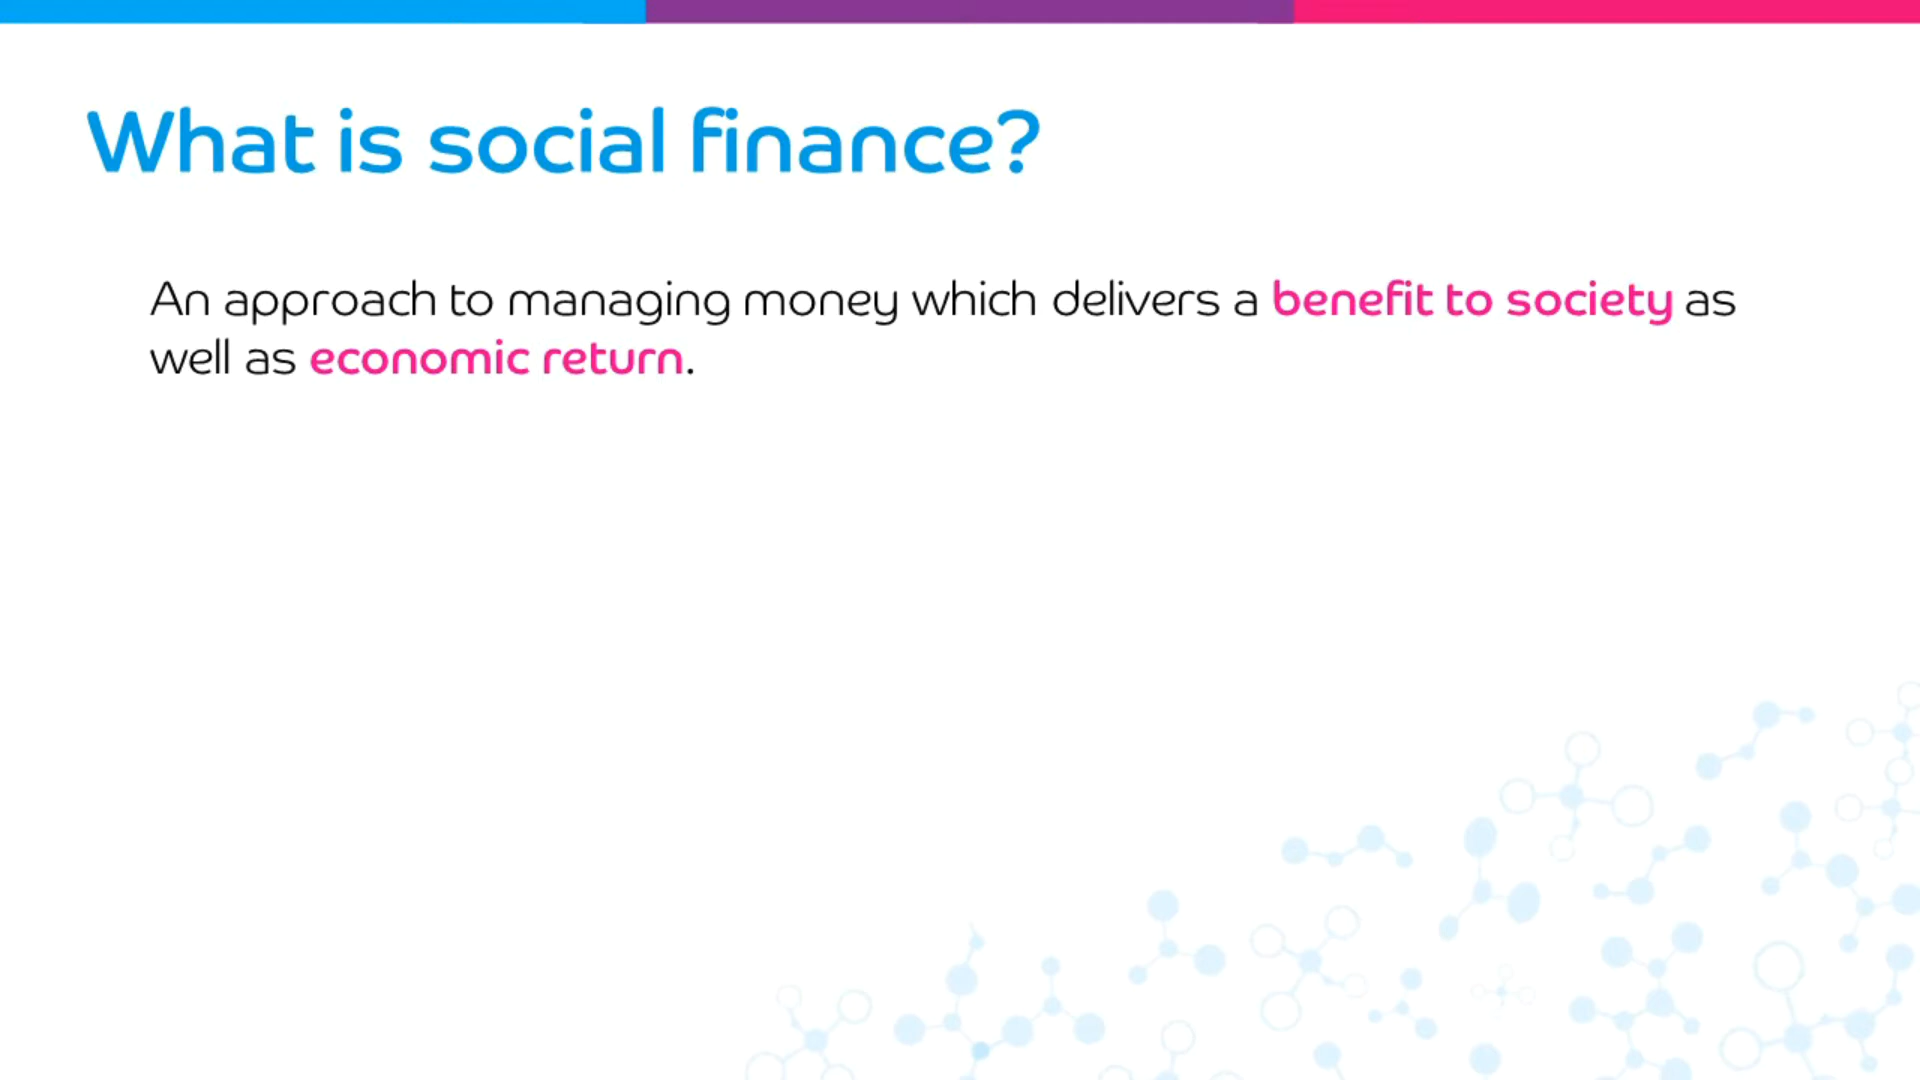 What is social finance?
An approach to managing money which delivers a benefit to society as
well as economic return.